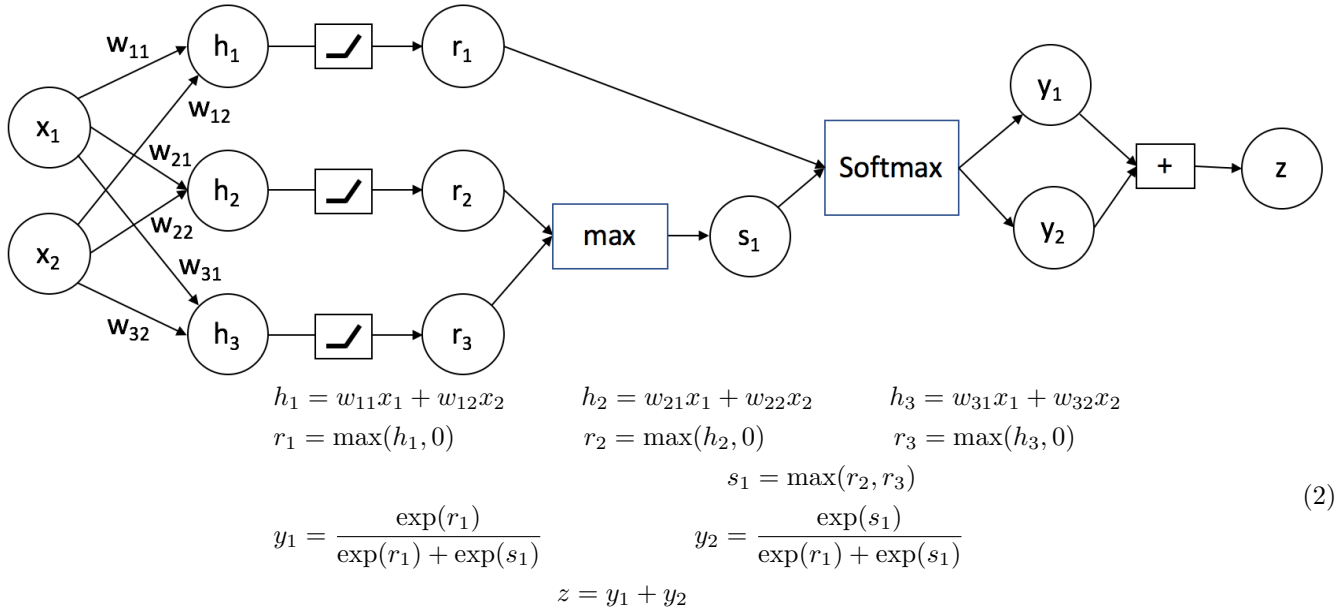 w₁₁ h₁ r₁
w₁₂
x₁
w₂₁ h₂ r₂
w₂₂
x₂
w₃₁
w₃₂ h₃ r₃
max s₁ Softmax
y₁
y₂
+ z
h₁ = w₁₁x₁ + w₁₂x₂ h₂ = w₂₁x₁ + w₂₂x₂ h₃ = w₃₁x₁ + w₃₂x₂
r₁ = max(h₁, 0) r₂ = max(h₂, 0) r₃ = max(h₃, 0)
s₁ = max(r₂, r₃)
(2)
y₁ = exp(r₁) / exp(r₁) + exp(s₁) y₂ = exp(s₁) / exp(r₁) + exp(s₁)
z = y₁ + y₂